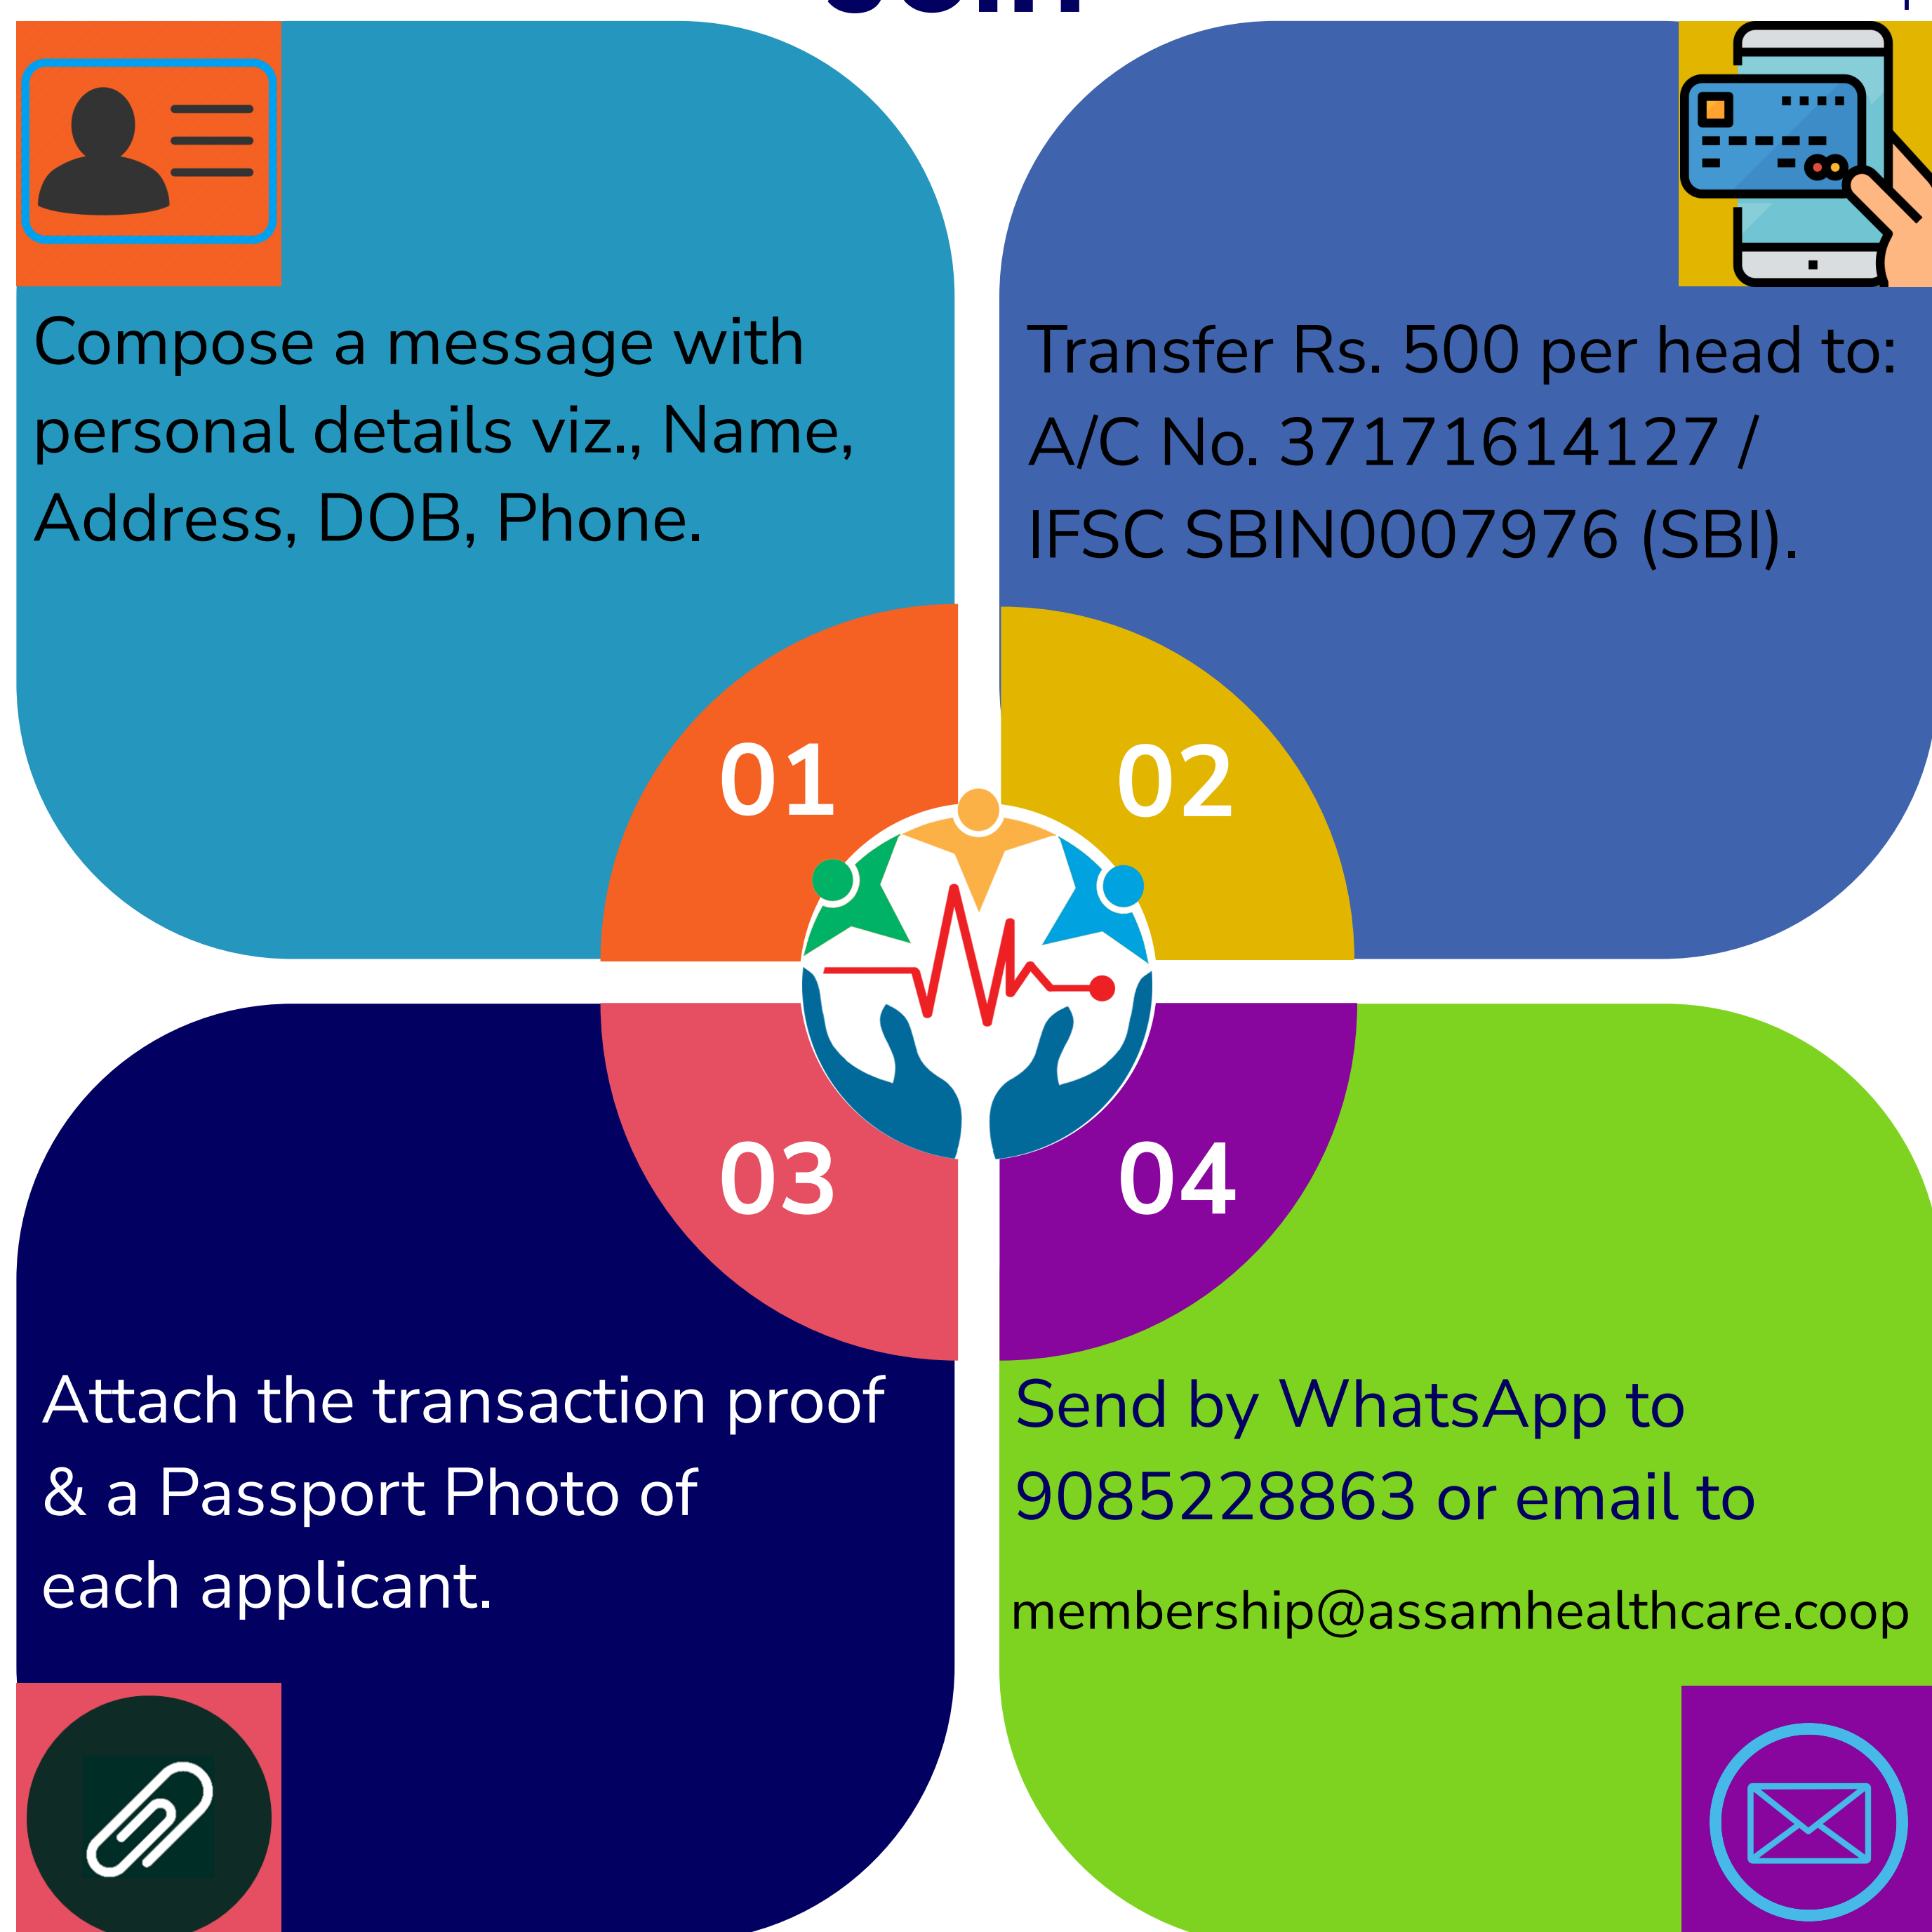 Compose a message with
personal details viz., Name,
Address, DOB, Phone.
Transfer Rs. 500 per head to:
A/C No. 37171614127 /
IFSC SBIN0007976 (SBI).
01
02
03
04
Attach the transaction proof
& a Passport Photo of
each applicant.
Send by WhatsApp to
9085228863 or email to
membership@assamhealthcare.coop